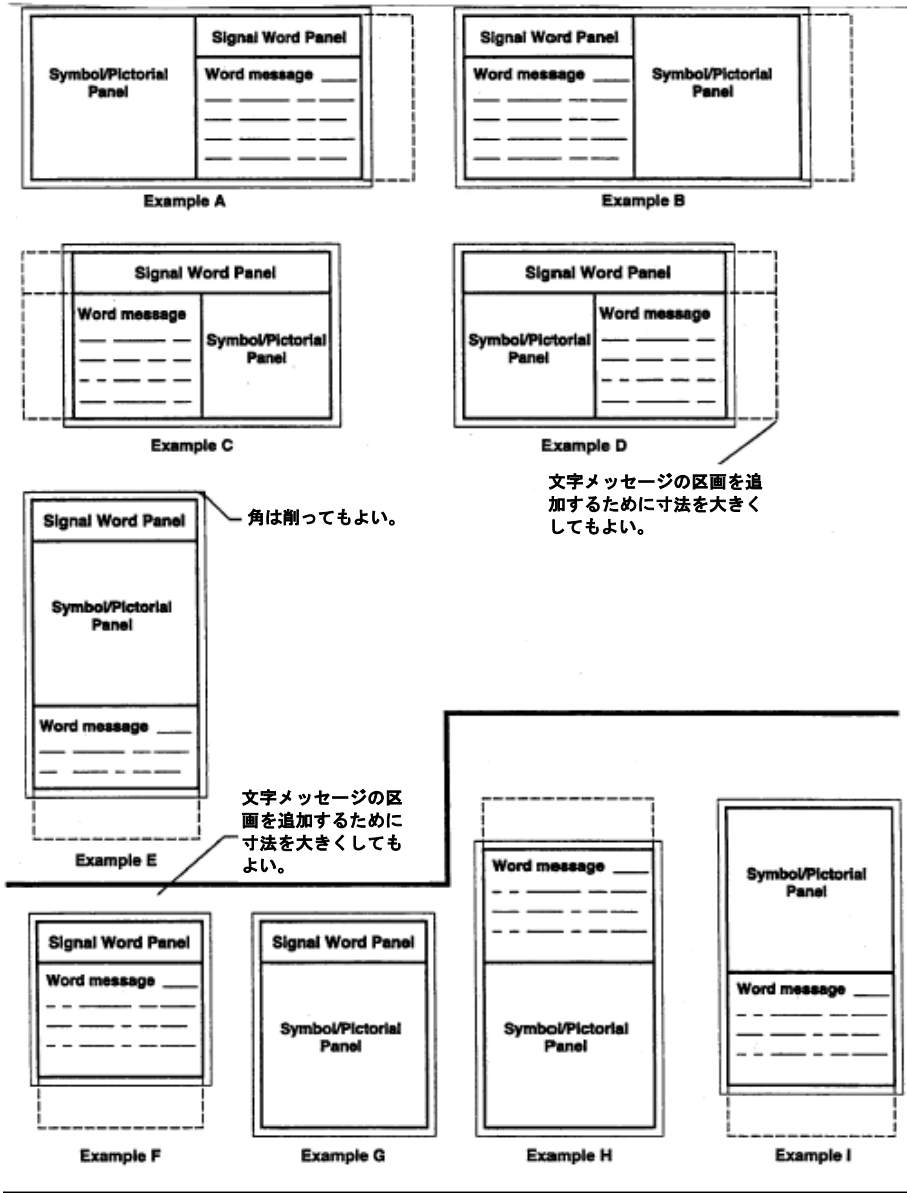 Symbol/Pictorial
Panel
Signal Word Panel
Word message
Example A
Signal Word Panel
Word message
Symbol/Pictorial
Panel
Example B
Signal Word Panel
Word message
Symbol/Pictorial
Panel
Example C
Signal Word Panel
Symbol/Pictorial
Panel
Word message
Example D
文字メッセージの区画を追
加するために寸法を大きく
してもよい。
Signal Word Panel
角は削ってもよい。
Symbol/Pictorial
Panel
Word message
Example E
文字メッセージの区
画を追加するために
寸法を大きくしても
よい。
Signal Word Panel
Word message
Example F
Signal Word Panel
Symbol/Pictorial
Panel
Example G
Word message
Symbol/Pictorial
Panel
Example H
Symbol/Pictorial
Panel
Word message
Example I